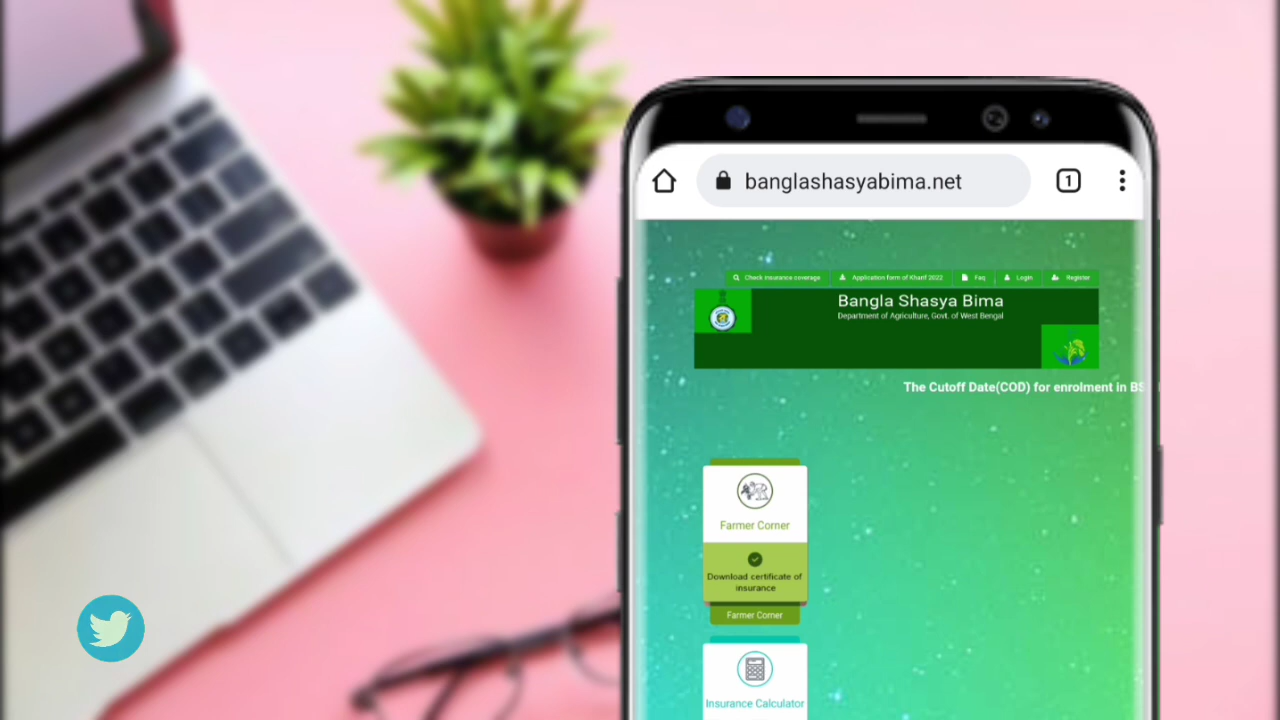 banglashasyabima.net
1
Check insurance coverage
Application form of Kharif 2022
Faq
Login
Register
Bangla Shasya Bima
Department of Agriculture, Govt. of West Bengal
The Cutoff Date(COD) for enrolment in BS
Farmer Corner
Download certificate of
insurance
Farmer Corner
Insurance Calculator